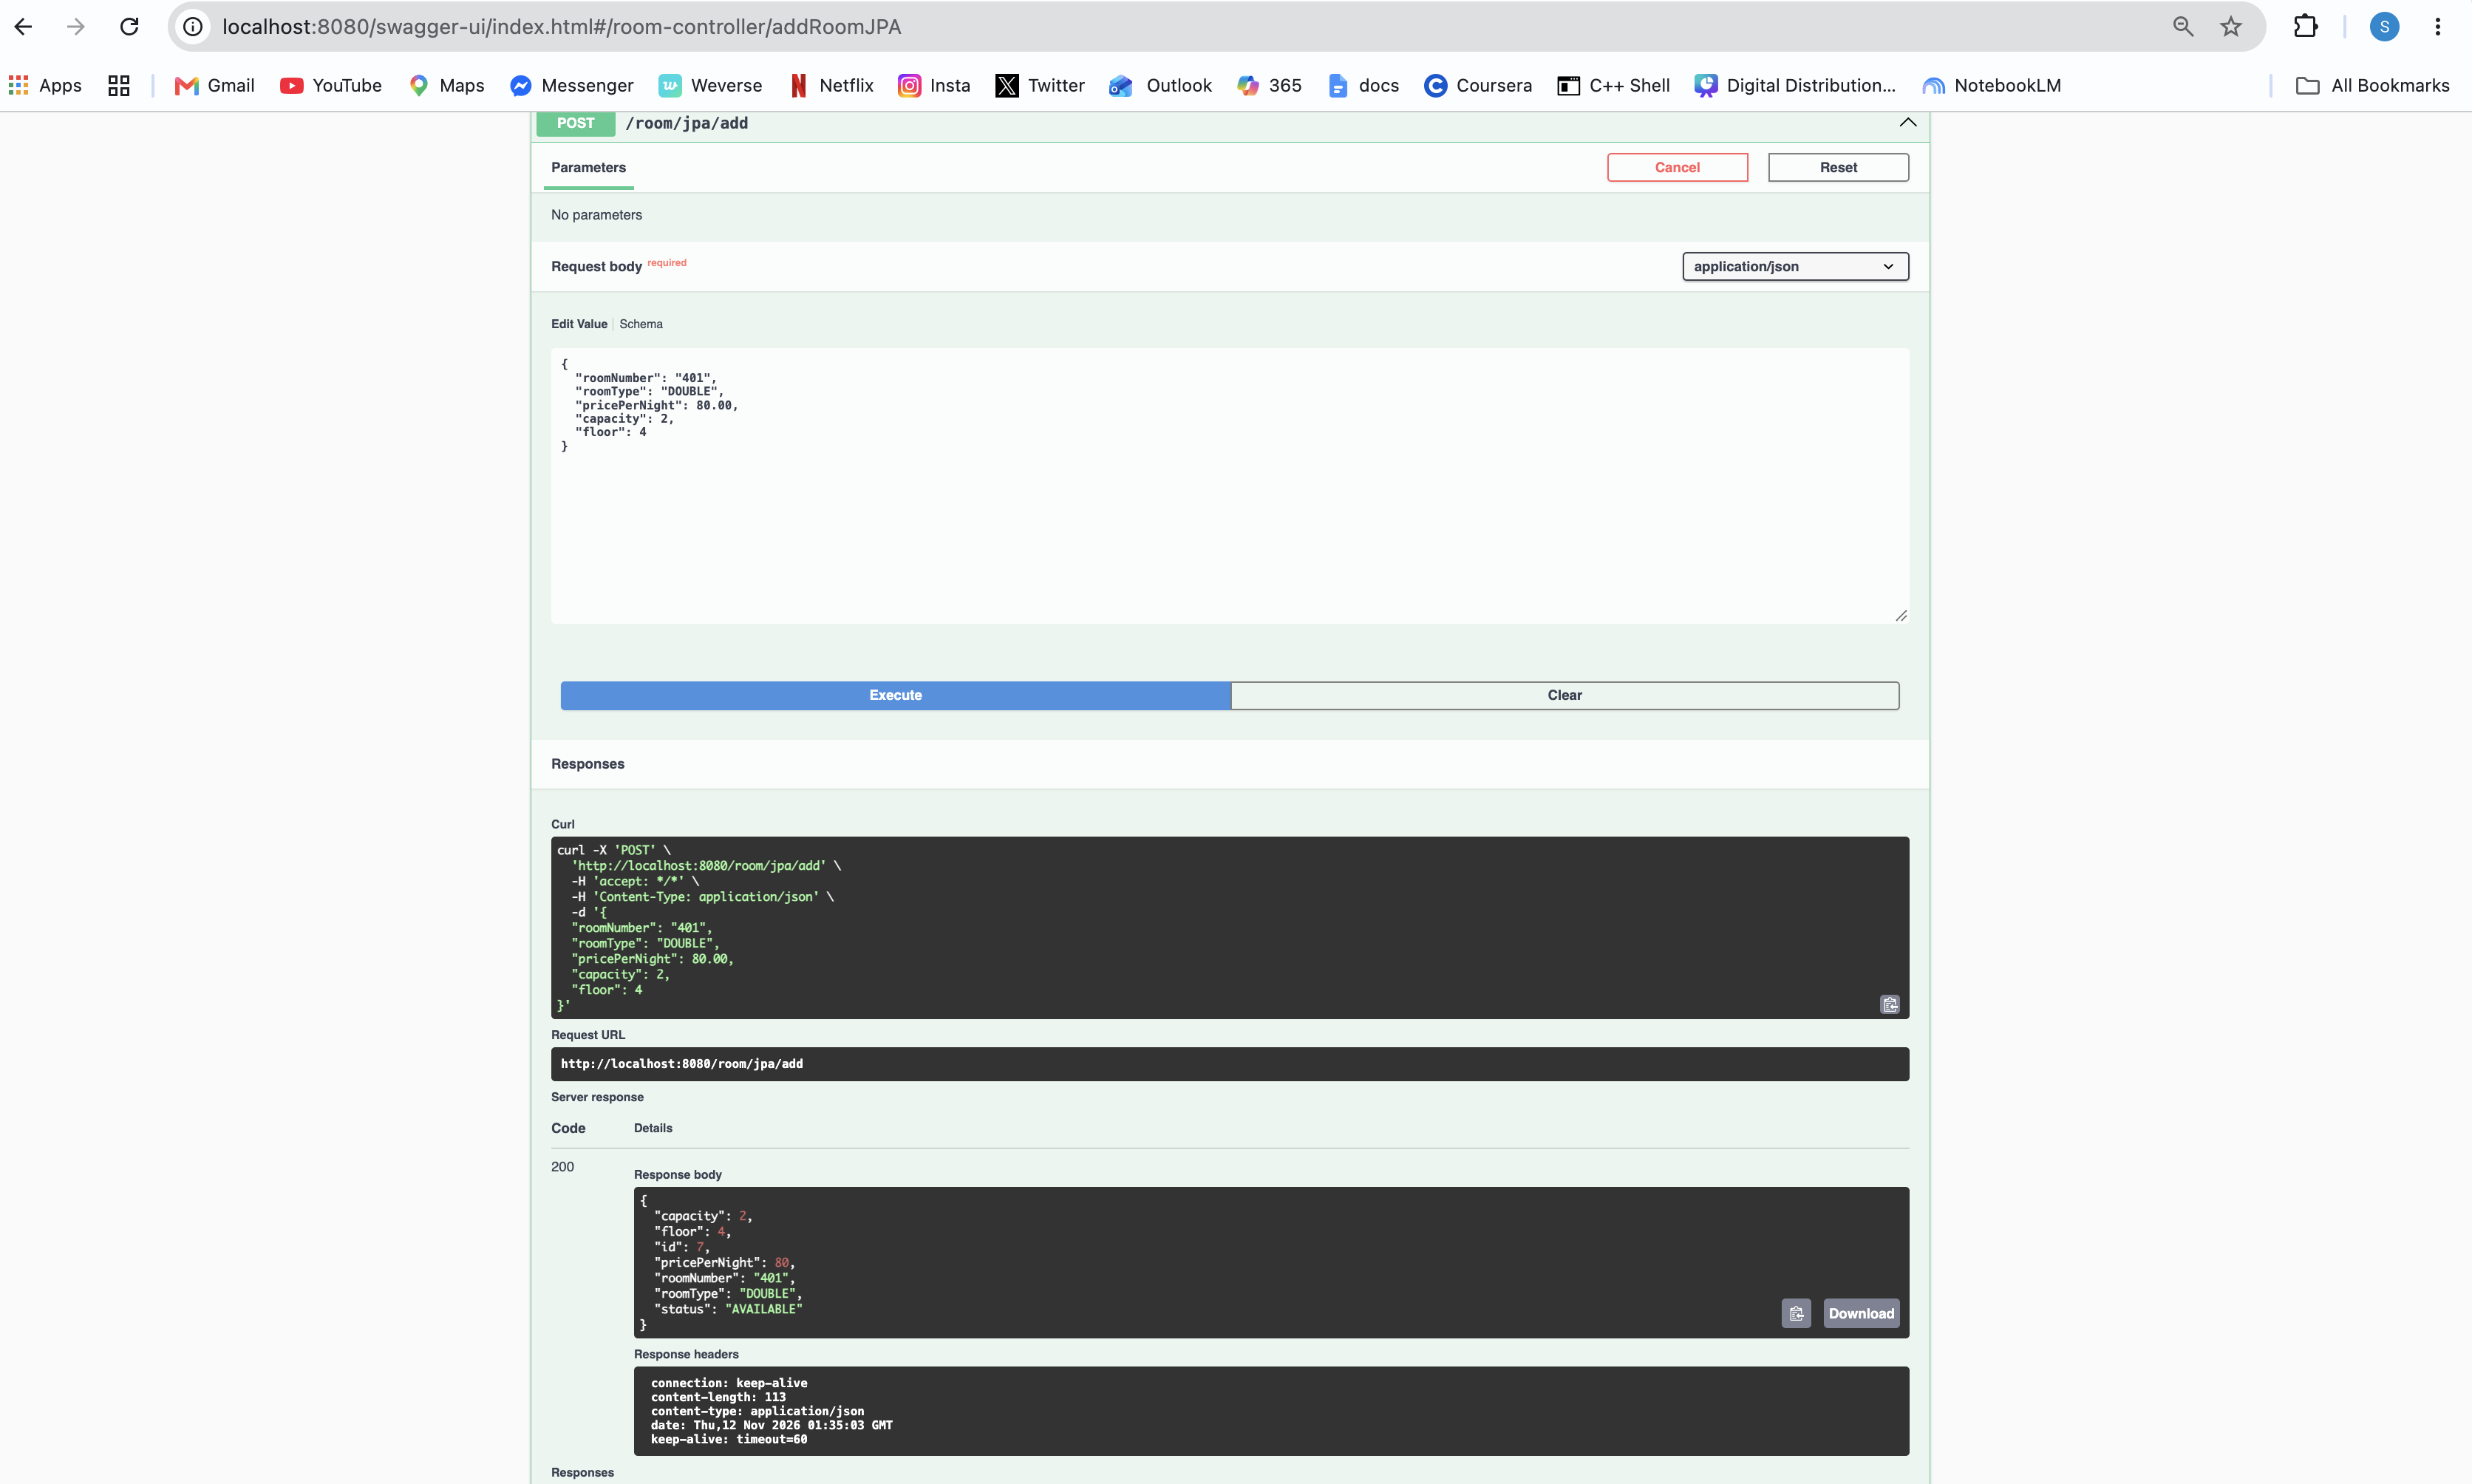 localhost:8080/swagger-ui/index.html#/room-controller/addRoomJPA
S
Apps Gmail YouTube Maps Messenger Weverse Netflix Insta Twitter Outlook 365 docs Coursera C++ Shell Digital Distribution... NotebookLM All Bookmarks
POST /room/jpa/add
Parameters Cancel Reset
No parameters
Request body required application/json
Edit Value Schema
{
"roomNumber": "401",
"roomType": "DOUBLE",
"pricePerNight": 80.00,
"capacity": 2,
"floor": 4
}
Execute Clear
Responses
Curl
curl -X 'POST' \
'http://localhost:8080/room/jpa/add' \
-H 'accept: */*' \
-H 'Content-Type: application/json' \
-d '{
"roomNumber": "401",
"roomType": "DOUBLE",
"pricePerNight": 80.00,
"capacity": 2,
"floor": 4
}'
Request URL
http://localhost:8080/room/jpa/add
Server response
Code Details
200
Response body
{
"capacity": 2,
"floor": 4,
"id": 7,
"pricePerNight": 80,
"roomNumber": "401",
"roomType": "DOUBLE",
"status": "AVAILABLE"
}
Download
Response headers
connection: keep-alive
content-length: 113
content-type: application/json
date: Thu,12 Nov 2026 01:35:03 GMT
keep-alive: timeout=60
Responses